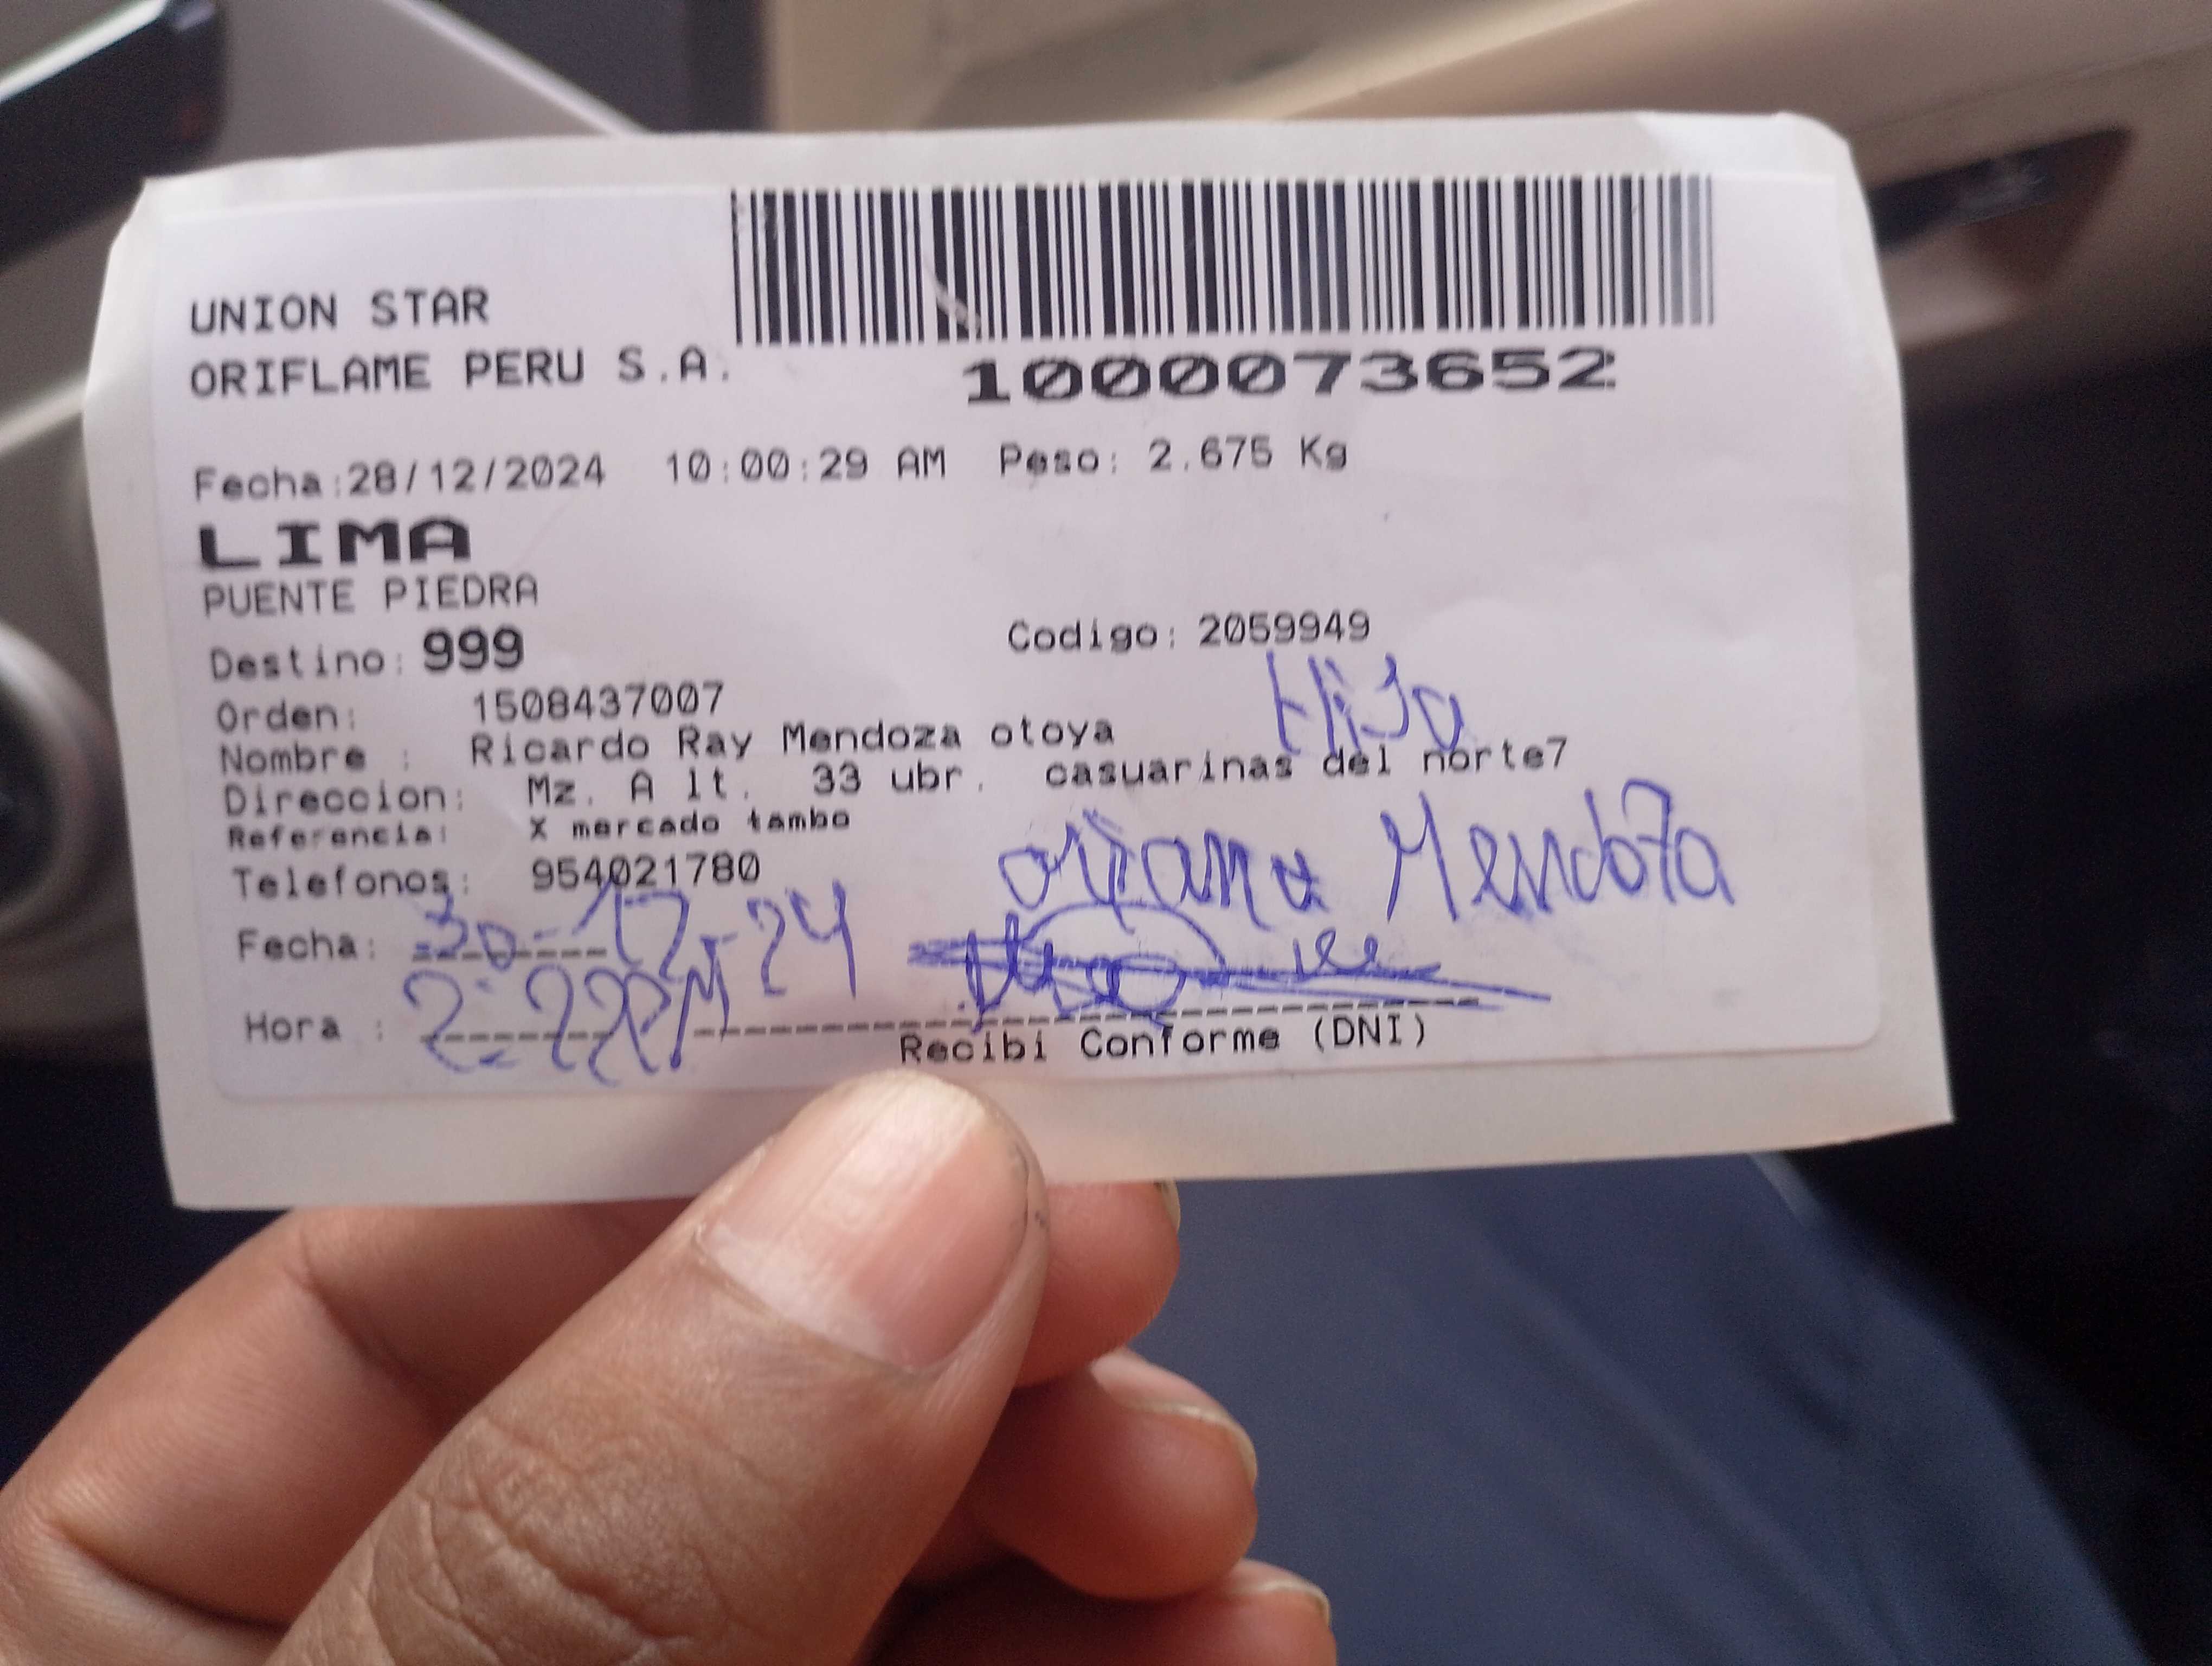 UNION STAR
ORIFLAME PERU S.A.
1000073652
Fecha:28/12/2024 10:00:29 AM Peso: 2.675 Kg
LIMA
PUENTE PIEDRA
Destino: 999 Codigo: 2059949
Orden: 1508437007
Hija
Nombre : Ricardo Ray Mendoza otoya
Direccion: Mz. A lt. 33 ubr. casuarinas del norte7
Referencia: X mercado tambo
Telefonos: 954021780
Mendoza
Fecha: 30-12-24
Hora : 2:22PM
Recibi Conforme (DNI)